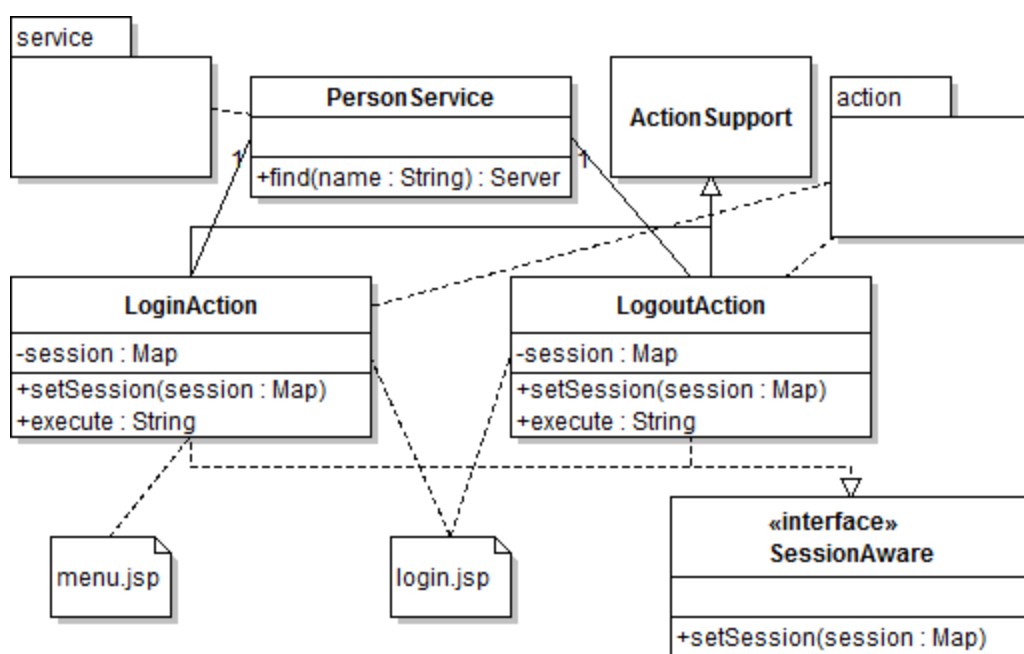 service
PersonService
+find(name : String) : Server
1
1
ActionSupport
action
LoginAction
-session : Map
+setSession(session : Map)
+execute : String
LogoutAction
-session : Map
+setSession(session : Map)
+execute : String
menu.jsp
login.jsp
«interface»
SessionAware
+setSession(session : Map)